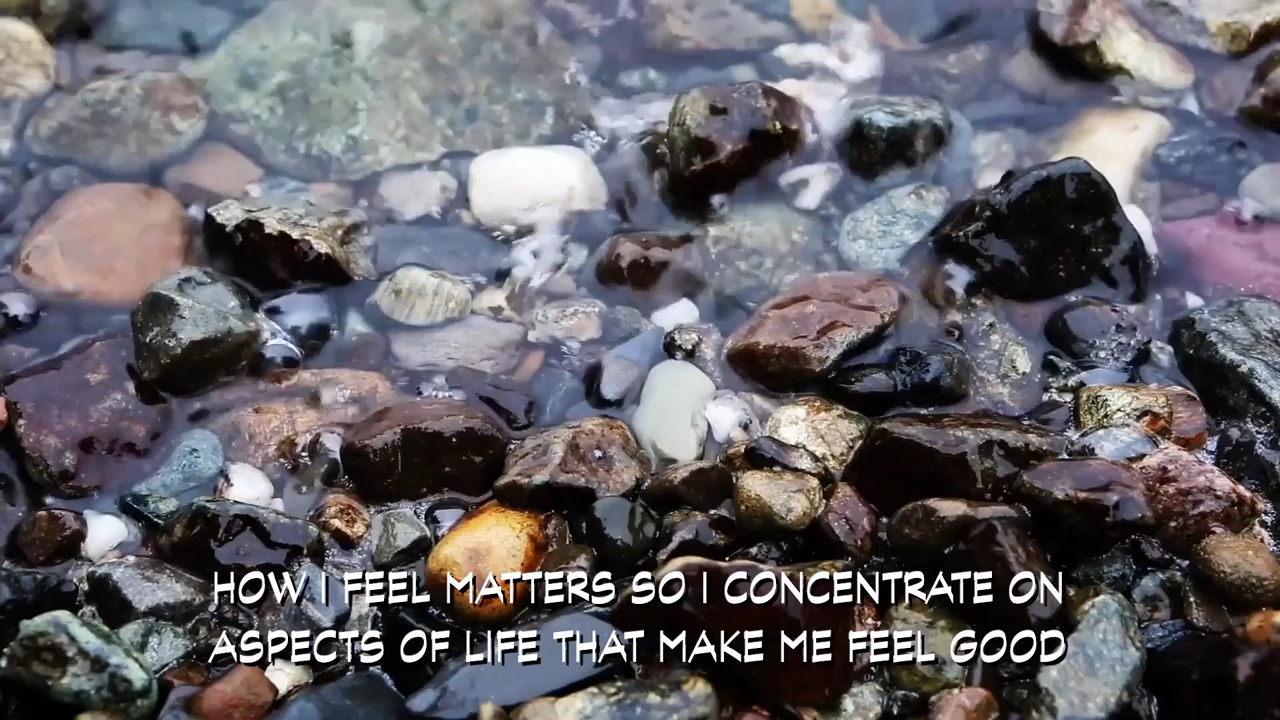 HOW I FEEL MATTERS SO I CONCENTRATE ON
ASPECTS OF LIFE THAT MAKE ME FEEL GOOD